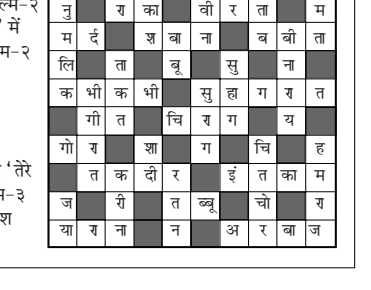 ल्म-२
' में
म-२
'तेरे
म-३
श
नु रा का वी र ता म
म र्द श बा ना ब बी ता
लि ता बू सु ना
क भी क भी सु हा ग रा त
गी त चि रा ग य
गो रा शा ग चि ह
त क दी र इं त का म
ज री त ब्बू चो रा
या रा ना न अ र बा ज